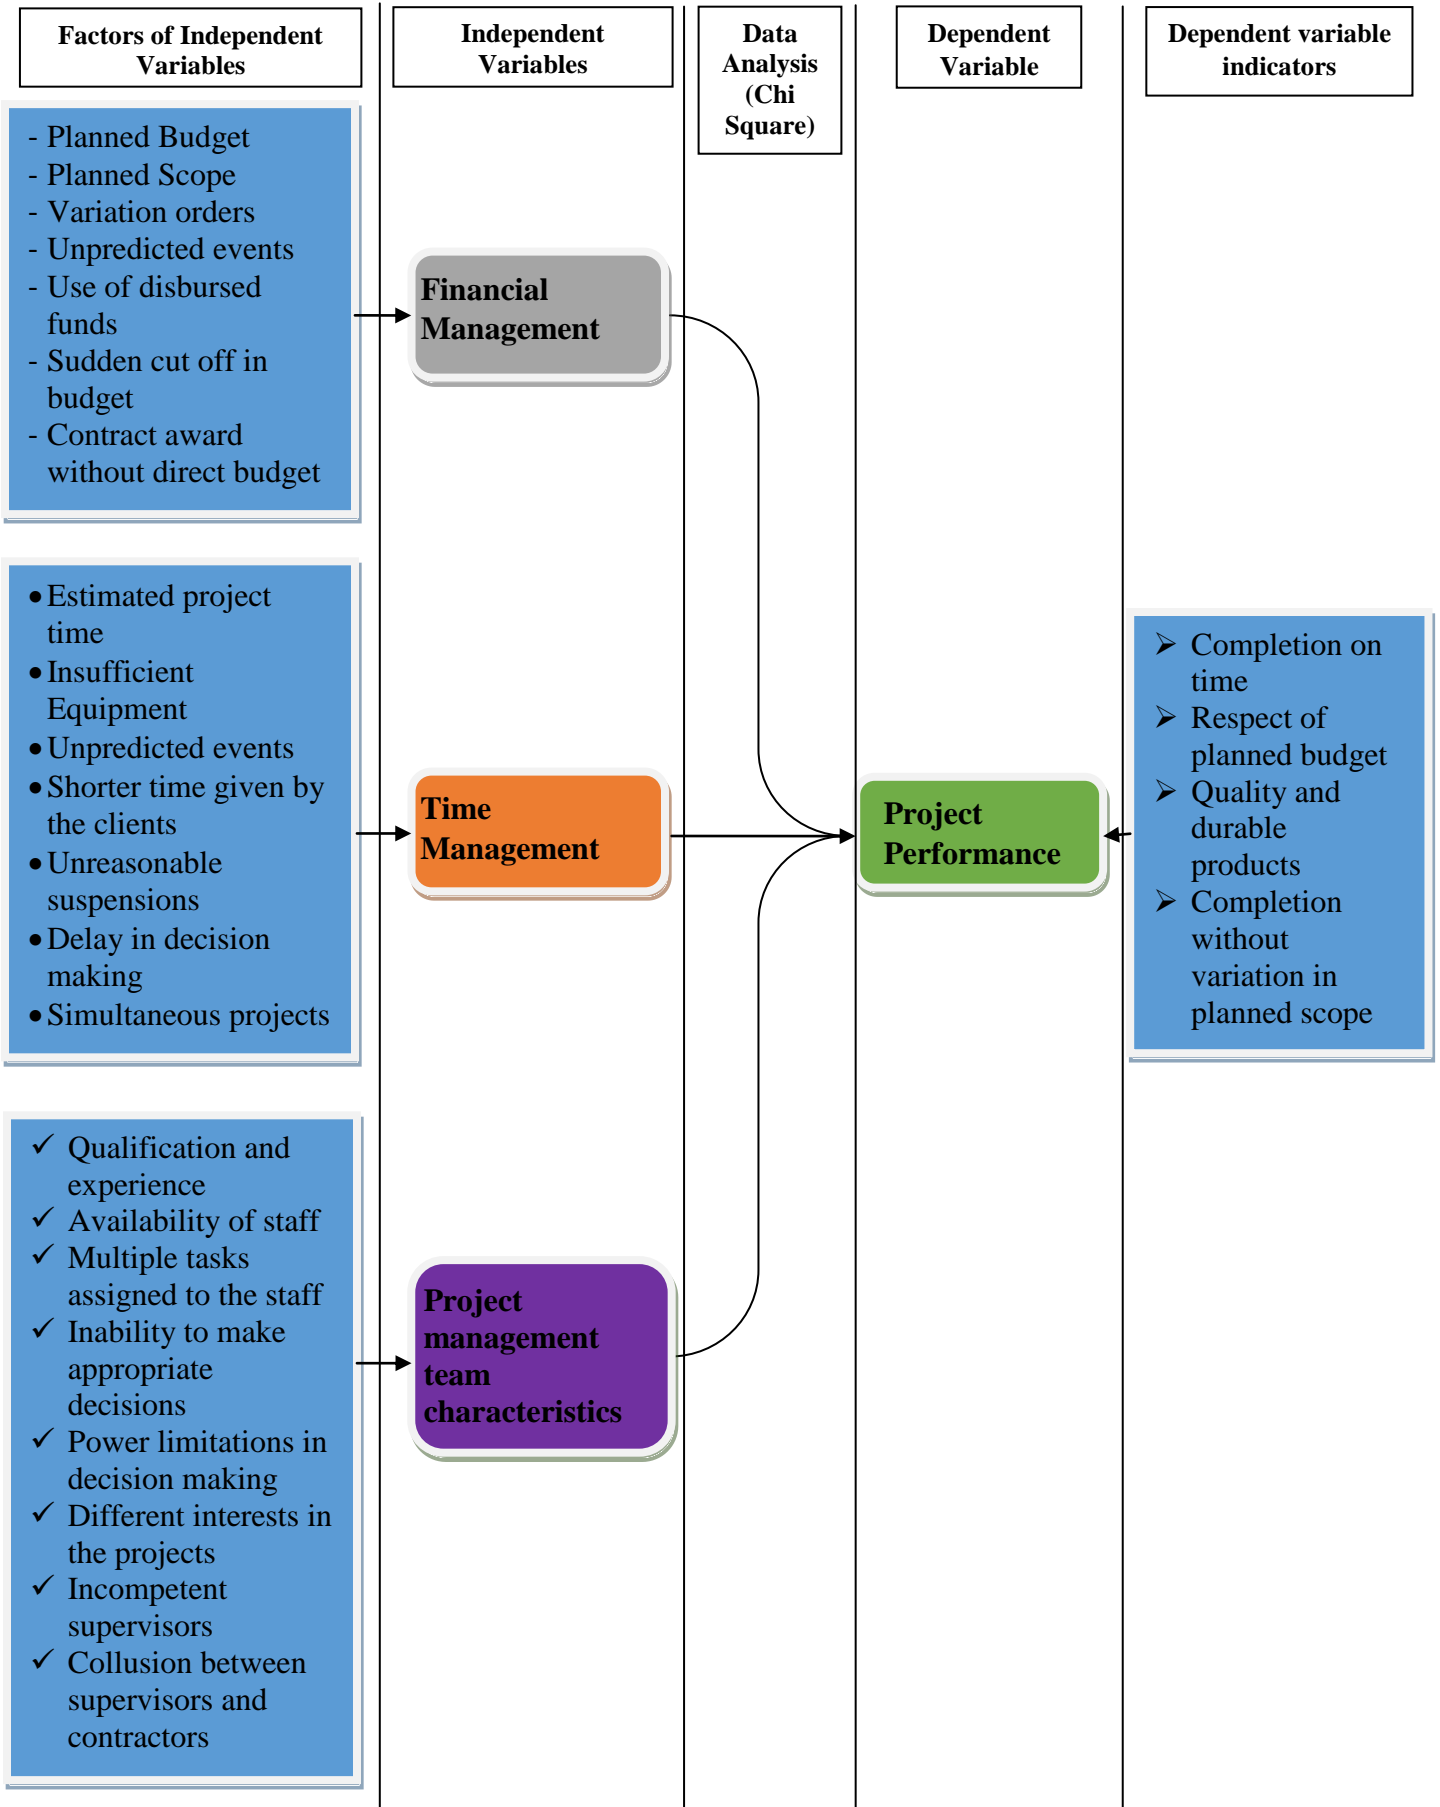 Factors of Independent
Variables
Independent
Variables
Data
Analysis
(Chi
Square)
Dependent
Variable
Dependent variable
indicators
- Planned Budget
- Planned Scope
- Variation orders
- Unpredicted events
- Use of disbursed
funds
- Sudden cut off in
budget
- Contract award
without direct budget
Financial
Management
• Estimated project
time
• Insufficient
Equipment
• Unpredicted events
• Shorter time given by
the clients
• Unreasonable
suspensions
• Delay in decision
making
• Simultaneous projects
Time
Management
Project
Performance
➢ Completion on
time
➢ Respect of
planned budget
➢ Quality and
durable
products
➢ Completion
without
variation in
planned scope
✓ Qualification and
experience
✓ Availability of staff
✓ Multiple tasks
assigned to the staff
✓ Inability to make
appropriate
decisions
✓ Power limitations in
decision making
✓ Different interests in
the projects
✓ Incompetent
supervisors
✓ Collusion between
supervisors and
contractors
Project
management
team
characteristics